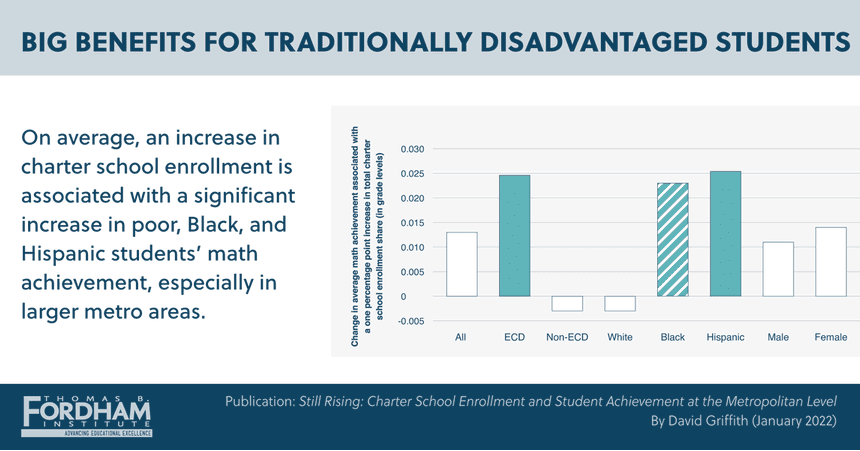 BIG BENEFITS FOR TRADITIONALLY DISADVANTAGED STUDENTS
On average, an increase in
charter school enrollment is
associated with a significant
increase in poor, Black, and
Hispanic students’ math
achievement, especially in
larger metro areas.
Change in average math achievement associated with
a one percentage point increase in total charter
school enrollment share (in grade levels)
0.030
0.025
0.020
0.015
0.010
0.005
0
-0.005
All ECD Non-ECD White Black Hispanic Male Female
THOMAS B.
FORDHAM
INSTITUTE
ADVANCING EDUCATIONAL EXCELLENCE
Publication: Still Rising: Charter School Enrollment and Student Achievement at the Metropolitan Level
By David Griffith (January 2022)